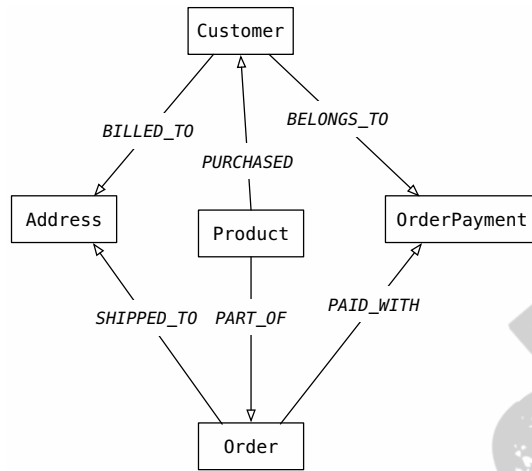 Customer
BILLED_TO
BELONGS_TO
PURCHASED
Address
Product
OrderPayment
SHIPPED_TO
PART_OF
PAID_WITH
Order